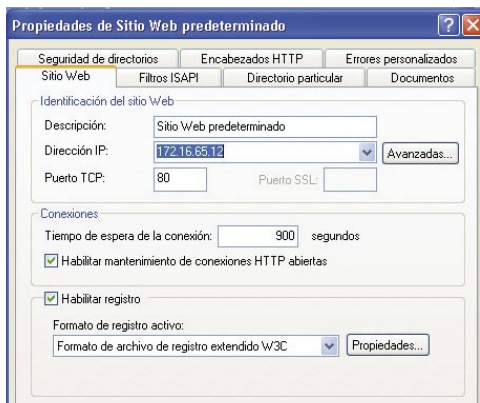 Propiedades de Sitio Web predeterminado
Seguridad de directorios Encabezados HTTP Errores personalizados
Sitio Web Filtros ISAPI Directorio particular Documentos
Identificación del sitio Web
Descripción: Sitio Web predeterminado
Dirección IP: 172.16.65.12 Avanzadas...
Puerto TCP: 80 Puerto SSL:
Conexiones
Tiempo de espera de la conexión: 900 segundos
Habilitar mantenimiento de conexiones HTTP abiertas
Habilitar registro
Formato de registro activo:
Formato de archivo de registro extendido W3C Propiedades...